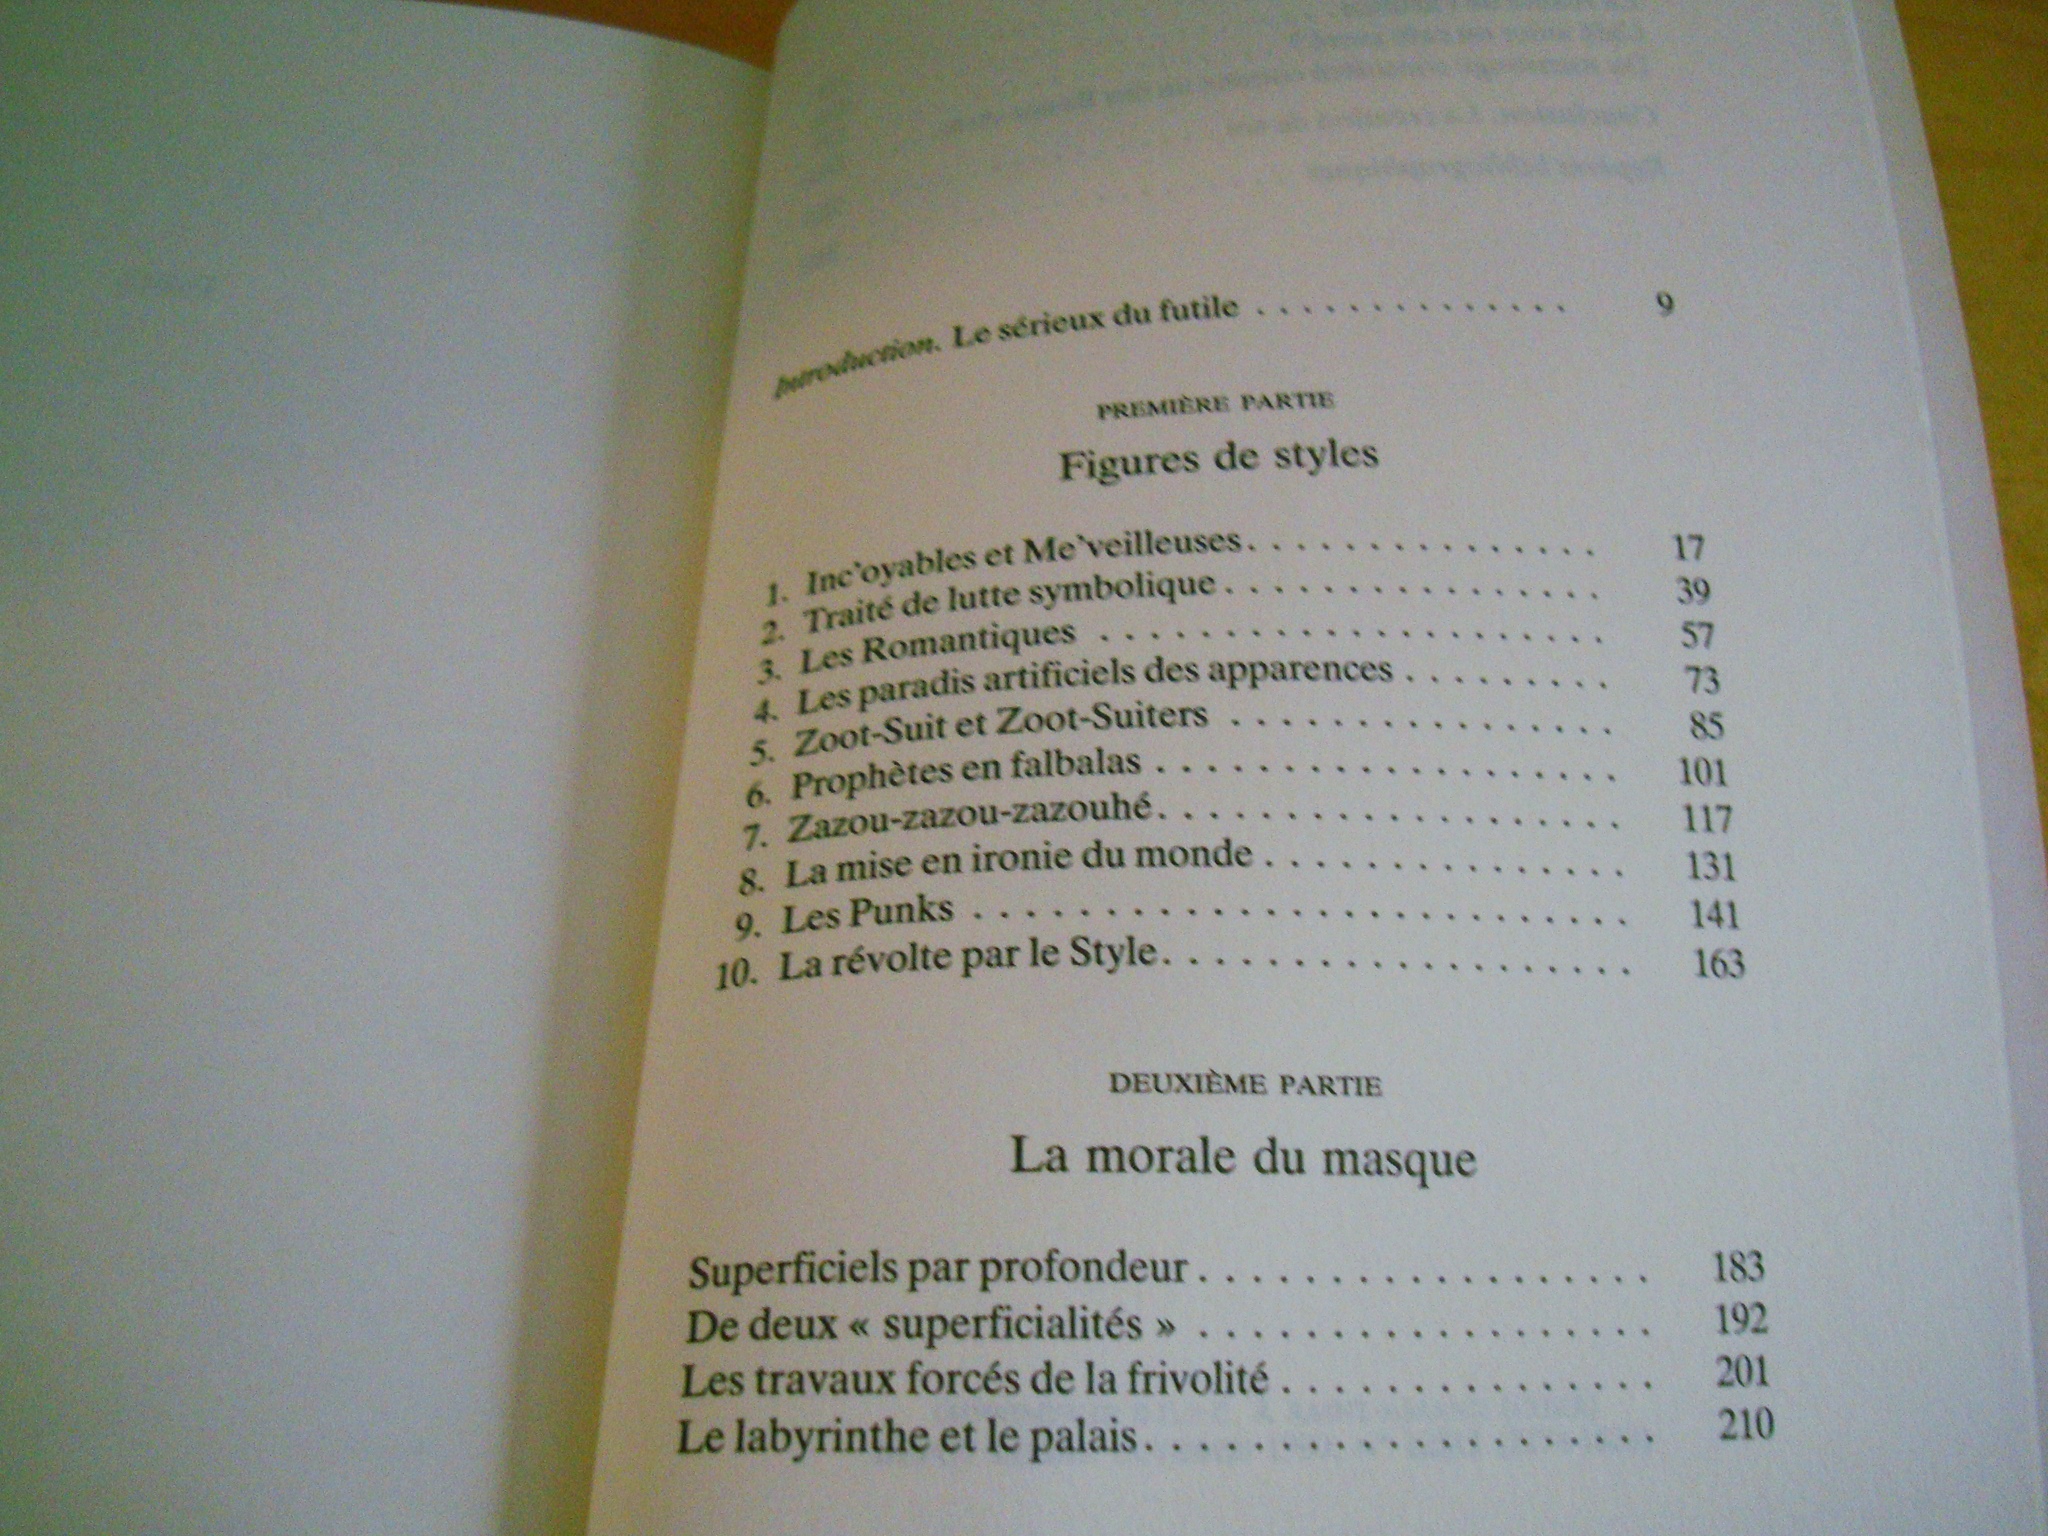 Introduction. Le sérieux du futile . . . . . . . . . . . . . . 9
PREMIÈRE PARTIE
Figures de styles
1. Inc'oyables et Me'veilleuses. . . . . . . . . . . . . . . 17
2. Traité de lutte symbolique . . . . . . . . . . . . . . . . 39
3. Les Romantiques . . . . . . . . . . . . . . . . . . . . . 57
4. Les paradis artificiels des apparences . . . . . . . . . 73
5. Zoot-Suit et Zoot-Suiters . . . . . . . . . . . . . . . . 85
6. Prophètes en falbalas . . . . . . . . . . . . . . . . . . . 101
7. Zazou-zazou-zazouhé. . . . . . . . . . . . . . . . . . . 117
8. La mise en ironie du monde . . . . . . . . . . . . . . . 131
9. Les Punks . . . . . . . . . . . . . . . . . . . . . . . . . . 141
10. La révolte par le Style. . . . . . . . . . . . . . . . . . . 163
DEUXIÈME PARTIE
La morale du masque
Superficiels par profondeur . . . . . . . . . . . . . . . . . . 183
De deux « superficialités » . . . . . . . . . . . . . . . . . . 192
Les travaux forcés de la frivolité . . . . . . . . . . . . . . . 201
Le labyrinthe et le palais. . . . . . . . . . . . . . . . . . . . 210